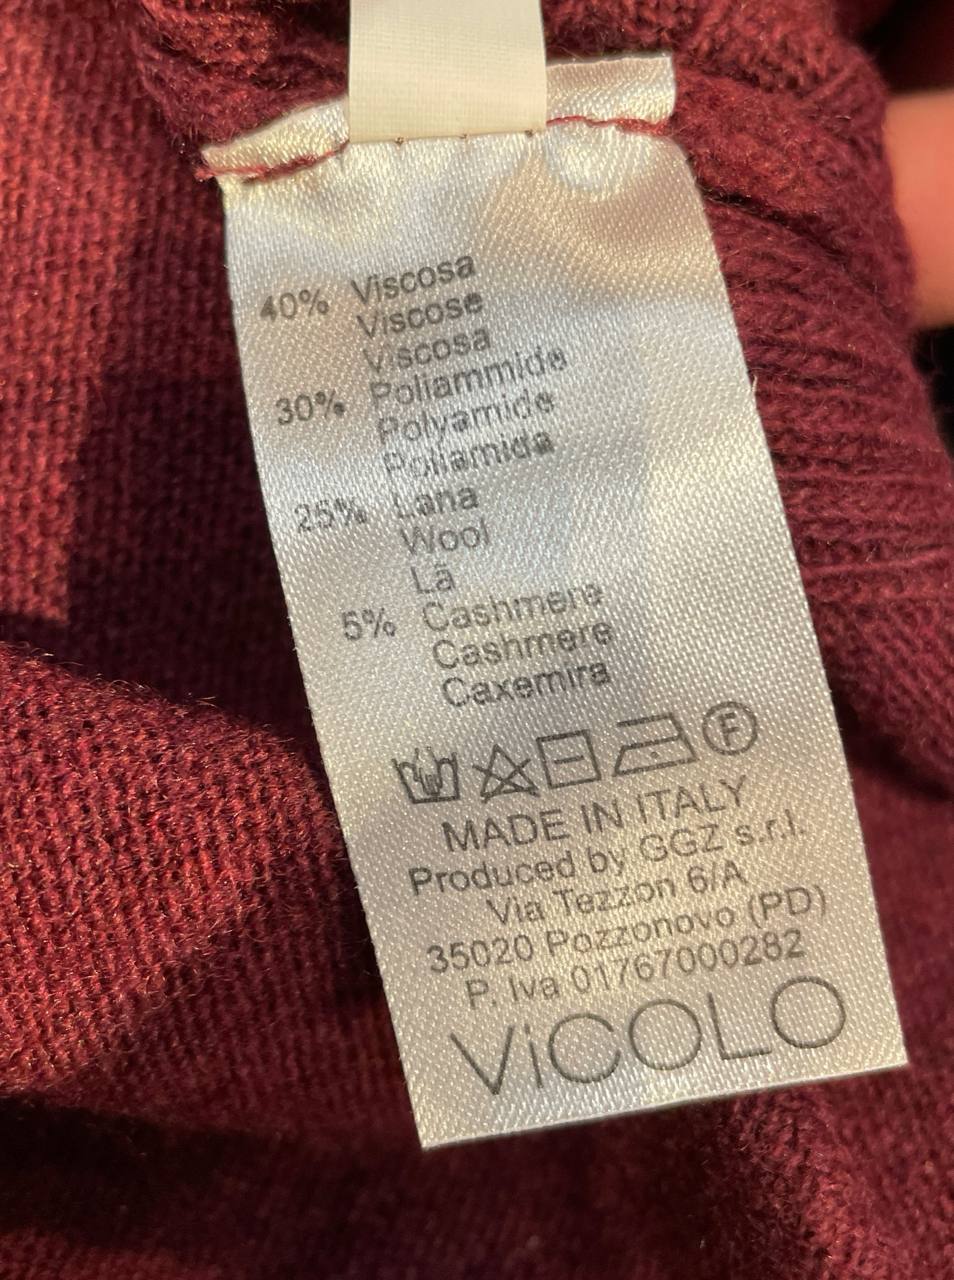 40% Viscosa
Viscose
Viscosa
30% Poliammide
Polyamide
Poliamida
25% Lana
Wool
Lã
5% Cashmere
Cashmere
Caxemira
F
MADE IN ITALY
Produced by GGZ s.r.l.
Via Tezzon 6/A
35020 Pozzonovo (PD)
P. Iva 01767000282
ViCOLO